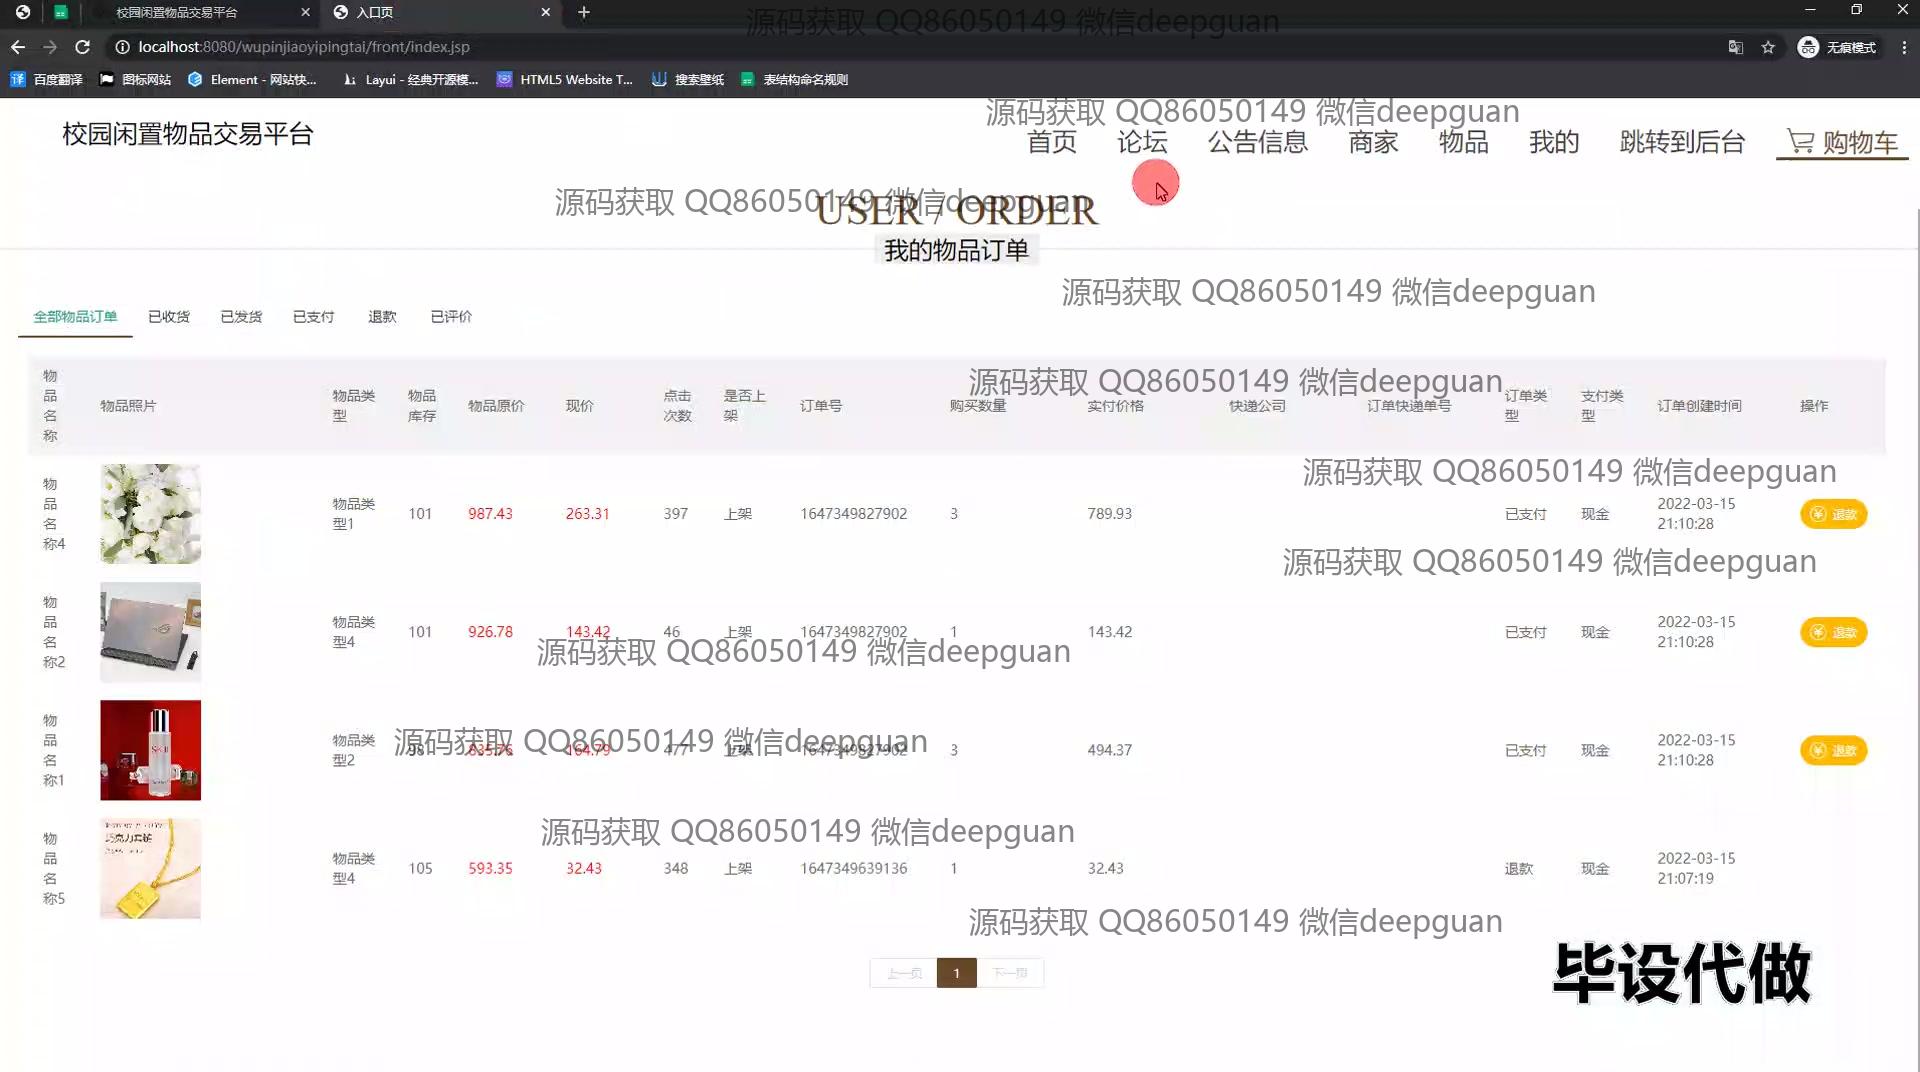 校园闲置物品交易平台
入口页
源码获取 QQ86050149 微信deepguan
localhost:8080/wupinjiaoyipingtai/front/index.jsp
无痕模式
百度翻译
图标网站
Element - 网站快...
Layui - 经典开源模...
HTML5 Website T...
搜索壁纸
表结构命名规则
源码获取 QQ86050149 微信deepguan
校园闲置物品交易平台
首页 论坛 公告信息 商家 物品 我的 跳转到后台 购物车
源码获取 QQ86050149 微信deepguan
USER / ORDER
我的物品订单
源码获取 QQ86050149 微信deepguan
全部物品订单 已收货 已发货 已支付 退款 已评价
源码获取 QQ86050149 微信deepguan
物品名称 物品照片 物品类型 物品库存 物品原价 现价 点击次数 是否上架 订单号 购买数量 实付价格 快递公司 订单快递单号 订单类型 支付类型 订单创建时间 操作
源码获取 QQ86050149 微信deepguan
物品名称4 物品类型1 101 987.43 263.31 397 上架 1647349827902 3 789.93 已支付 现金 2022-03-15 21:10:28 退款
源码获取 QQ86050149 微信deepguan
物品名称2 物品类型4 101 926.78 143.42 46 上架 1647349827902 1 143.42 已支付 现金 2022-03-15 21:10:28 退款
源码获取 QQ86050149 微信deepguan
物品名称1 物品类型2 164.79 上架 1647349827902 3 494.37 已支付 现金 2022-03-15 21:10:28 退款
源码获取 QQ86050149 微信deepguan
SK-II
源码获取 QQ86050149 微信deepguan
巧克力套链
物品名称5 物品类型4 105 593.35 32.43 348 上架 1647349639136 1 32.43 退款 现金 2022-03-15 21:07:19
源码获取 QQ86050149 微信deepguan
上一页 1 下一页
毕设代做